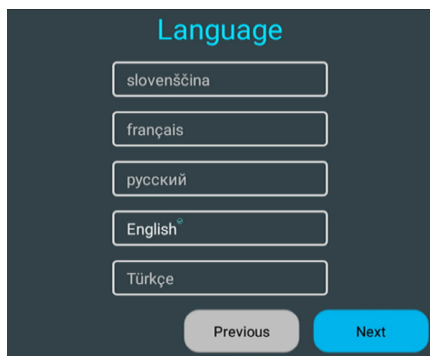 Language
slovenščina
français
русский
English
Türkçe
Previous
Next